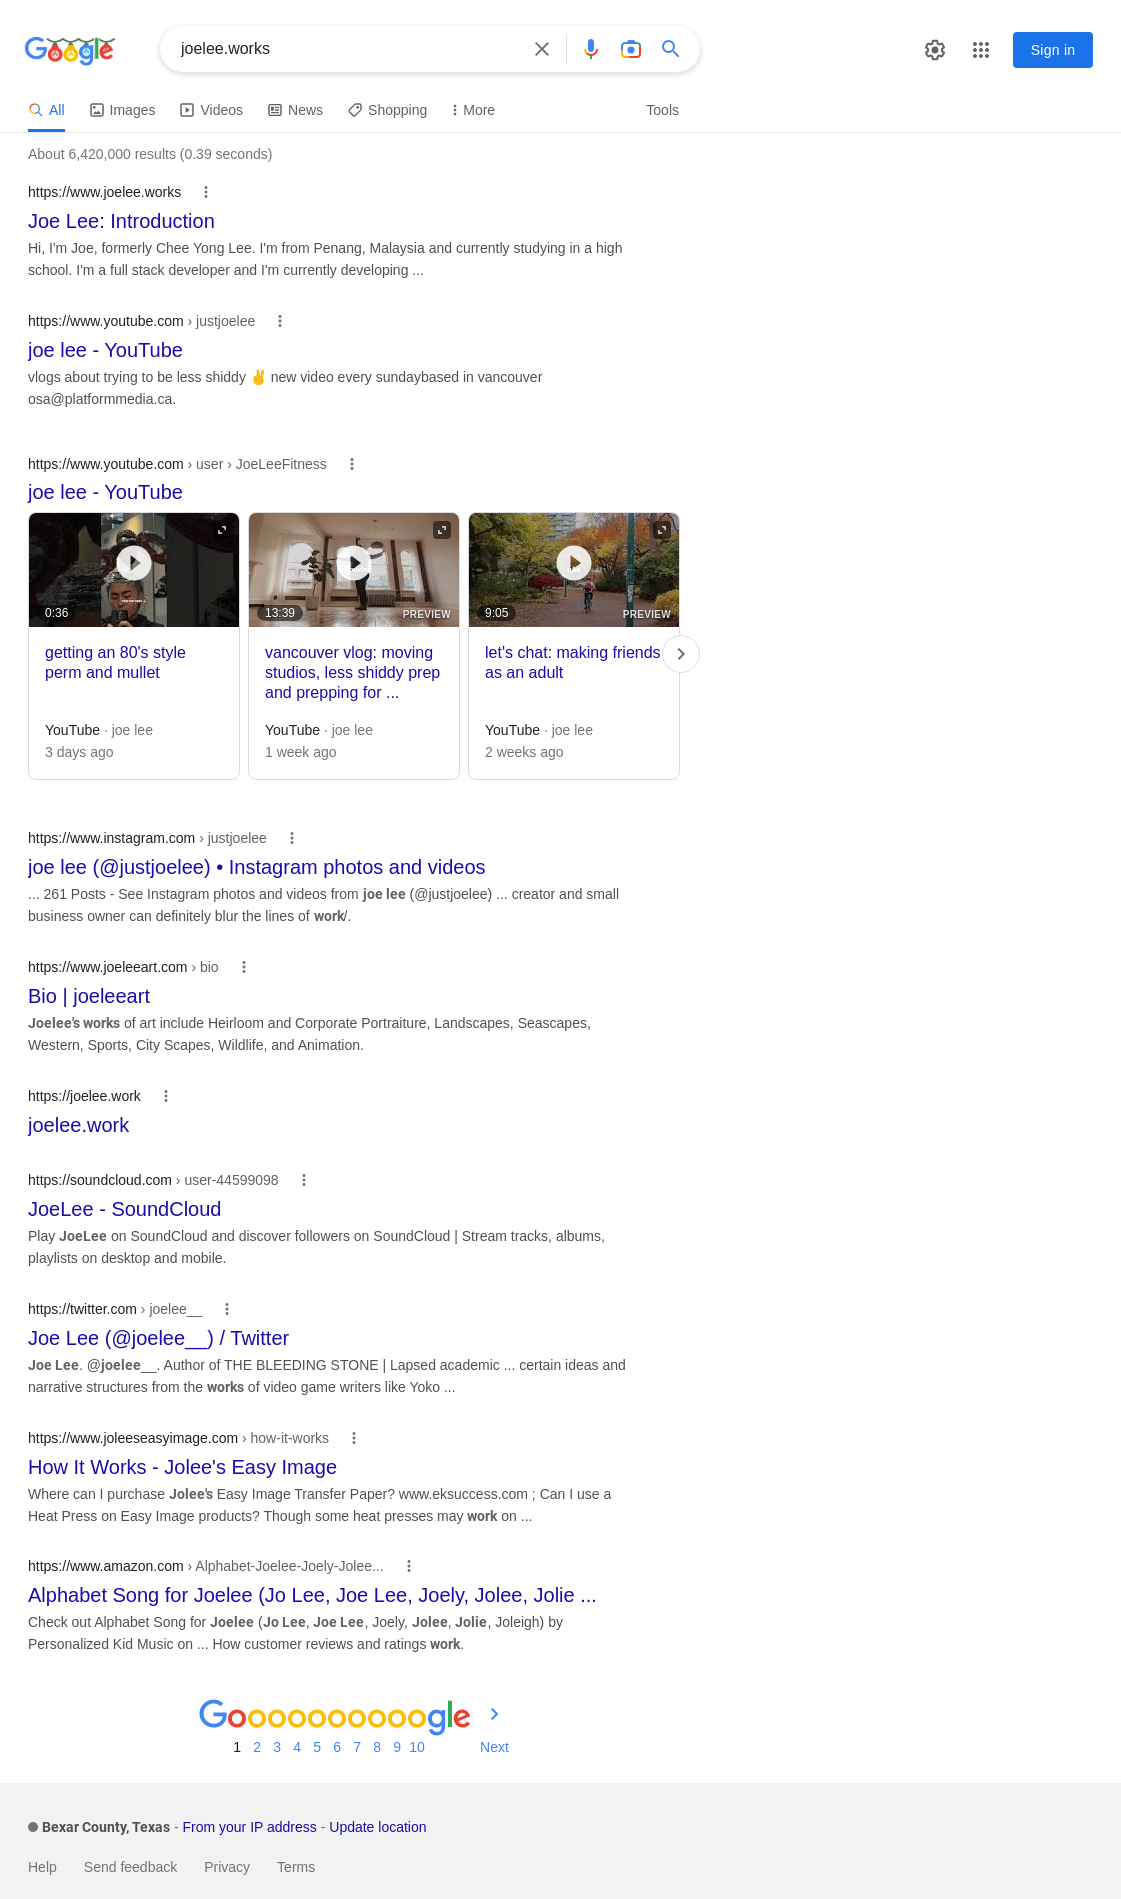 Google
joelee.works
Sign in
All
Images
Videos
News
Shopping
More
Tools
About 6,420,000 results (0.39 seconds)
https://www.joelee.works
Joe Lee: Introduction
Hi, I'm Joe, formerly Chee Yong Lee. I'm from Penang, Malaysia and currently studying in a high
school. I'm a full stack developer and I'm currently developing ...
https://www.youtube.com › justjoelee
joe lee - YouTube
vlogs about trying to be less shiddy ✌️ new video every sundaybased in vancouver
osa@platformmedia.ca.
https://www.youtube.com › user › JoeLeeFitness
joe lee - YouTube
0:36
13:39
PREVIEW
9:05
PREVIEW
getting an 80's style
perm and mullet
YouTube · joe lee
3 days ago
vancouver vlog: moving
studios, less shiddy prep
and prepping for ...
YouTube · joe lee
1 week ago
let's chat: making friends
as an adult
YouTube · joe lee
2 weeks ago
https://www.instagram.com › justjoelee
joe lee (@justjoelee) • Instagram photos and videos
... 261 Posts - See Instagram photos and videos from joe lee (@justjoelee) ... creator and small
business owner can definitely blur the lines of work/.
https://www.joeleeart.com › bio
Bio | joeleeart
Joelee's works of art include Heirloom and Corporate Portraiture, Landscapes, Seascapes,
Western, Sports, City Scapes, Wildlife, and Animation.
https://joelee.work
joelee.work
https://soundcloud.com › user-44599098
JoeLee - SoundCloud
Play JoeLee on SoundCloud and discover followers on SoundCloud | Stream tracks, albums,
playlists on desktop and mobile.
https://twitter.com › joelee__
Joe Lee (@joelee__) / Twitter
Joe Lee. @joelee__. Author of THE BLEEDING STONE | Lapsed academic ... certain ideas and
narrative structures from the works of video game writers like Yoko ...
https://www.joleeseasyimage.com › how-it-works
How It Works - Jolee's Easy Image
Where can I purchase Jolee's Easy Image Transfer Paper? www.eksuccess.com ; Can I use a
Heat Press on Easy Image products? Though some heat presses may work on ...
https://www.amazon.com › Alphabet-Joelee-Joely-Jolee...
Alphabet Song for Joelee (Jo Lee, Joe Lee, Joely, Jolee, Jolie ...
Check out Alphabet Song for Joelee (Jo Lee, Joe Lee, Joely, Jolee, Jolie, Joleigh) by
Personalized Kid Music on ... How customer reviews and ratings work.
Goooooooooogle
1 2 3 4 5 6 7 8 9 10 Next
Bexar County, Texas - From your IP address - Update location
Help Send feedback Privacy Terms